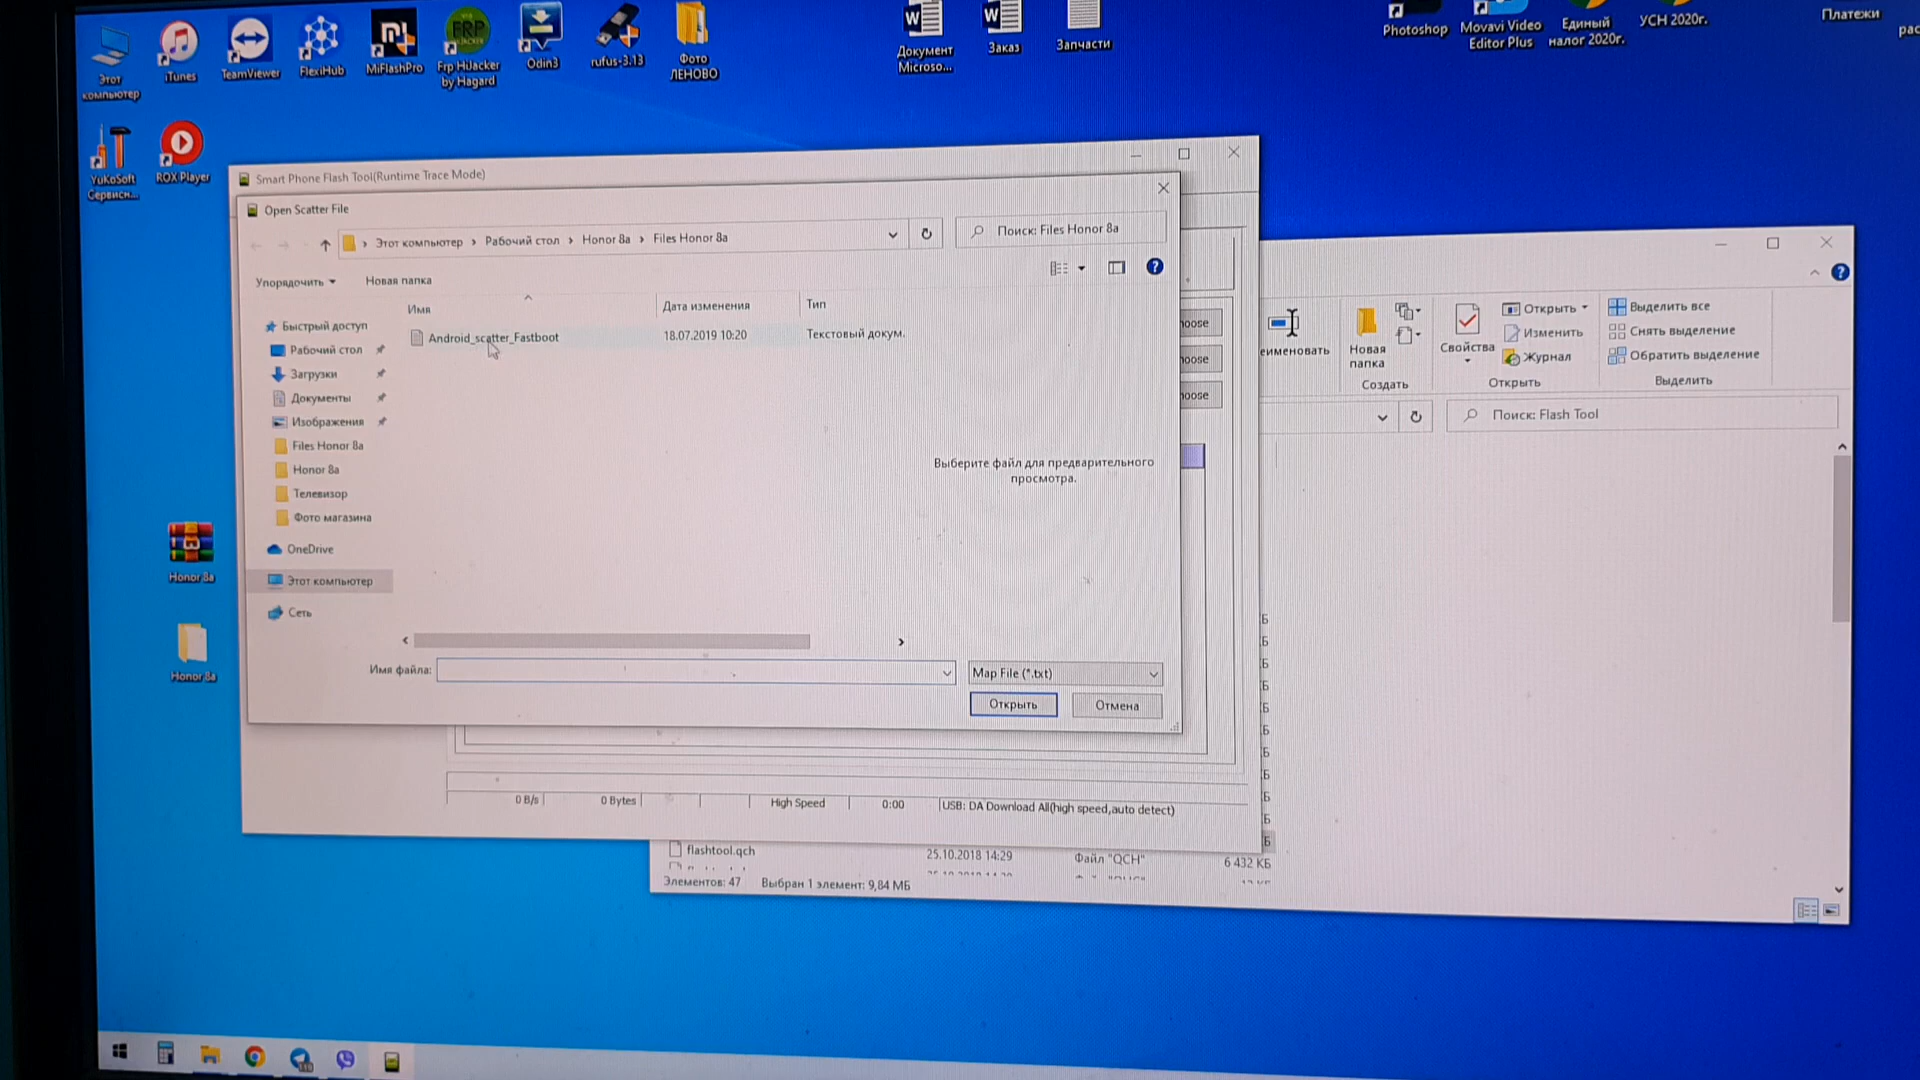 Этот компьютер
iTunes
TeamViewer
FlexiHub
MiFlashPro
Frp HiJacker by Hagard
Odin3
rufus-3.13
Фото ЛЕНОВО
Документ Microso...
Заказ
Запчасти
Photoshop
Movavi Video Editor Plus
Единый налог 2020г.
УСН 2020г.
Платежи
YuKoSoft Сервисн...
ROX Player
Honor 8a
Honor 8a
Smart Phone Flash Tool(Runtime Trace Mode)
Open Scatter File
Этот компьютер › Рабочий стол › Honor 8a › Files Honor 8a
Поиск: Files Honor 8a
Упорядочить
Новая папка
Имя
Дата изменения
Тип
Android_scatter_Fastboot
18.07.2019 10:20
Текстовый докум.
Быстрый доступ
Рабочий стол
Загрузки
Документы
Изображения
Files Honor 8a
Honor 8a
Телевизор
Фото магазина
OneDrive
Этот компьютер
Сеть
Выберите файл для предварительного
просмотра.
Имя файла:
Map File (*.txt)
Открыть
Отмена
hoose
hoose
hoose
0 B/s
0 Bytes
High Speed
0:00
USB: DA Download All(high speed,auto detect)
еименовать
Новая папка
Создать
Свойства
Открыть
Изменить
Журнал
Открыть
Выделить все
Снять выделение
Обратить выделение
Выделить
Поиск: Flash Tool
flashtool.qch
25.10.2018 14:29
Файл "QCH"
6 432 КБ
Элементов: 47
Выбран 1 элемент: 9,84 МБ